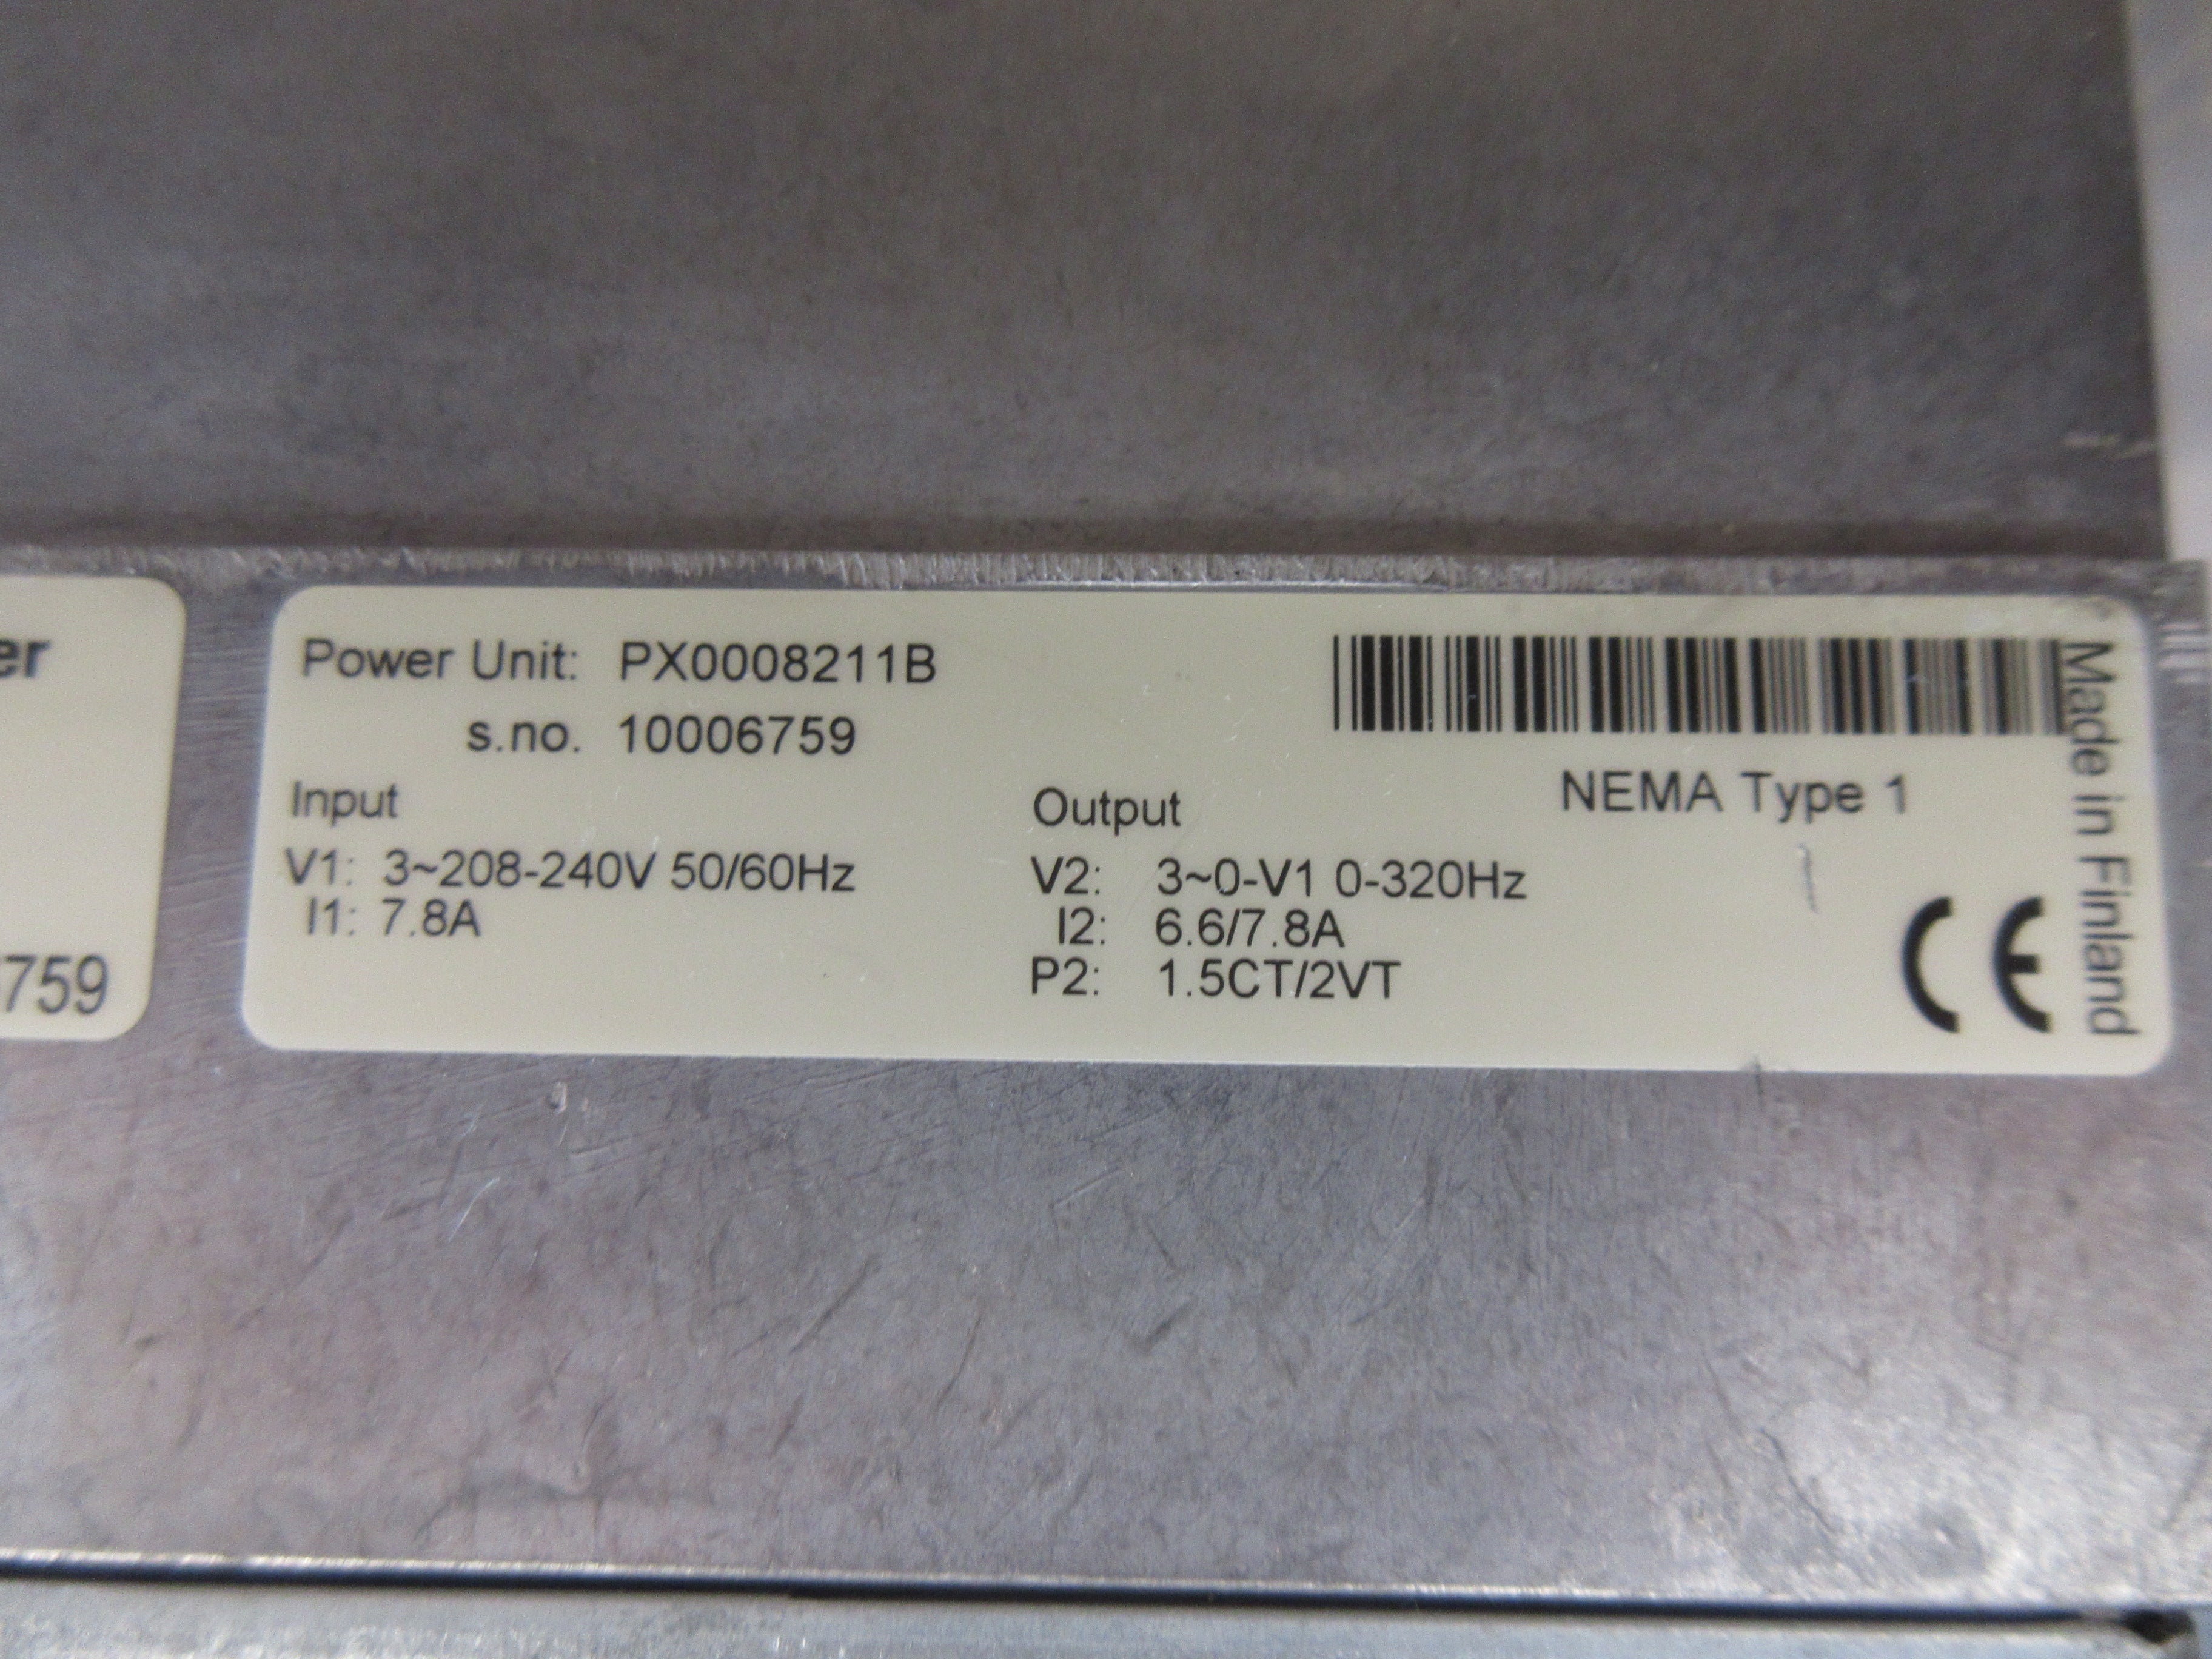 er
759
Power Unit: PX0008211B
s.no. 10006759
Input
V1: 3~208-240V 50/60Hz
I1: 7.8A
Output
V2: 3~0-V1 0-320Hz
I2: 6.6/7.8A
P2: 1.5CT/2VT
NEMA Type 1
CE
Made in Finland